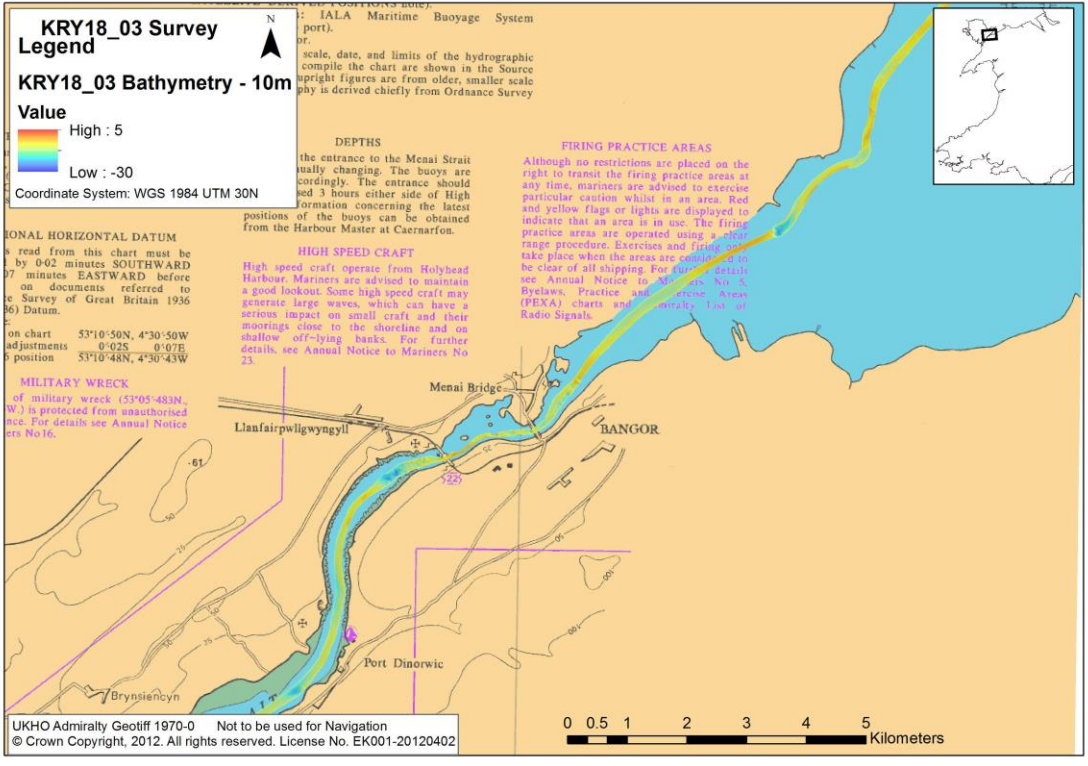 KRY18_03 Survey
Legend
KRY18_03 Bathymetry - 10m
Value
High : 5
Low : -30
Coordinate System: WGS 1984 UTM 30N
N
: IALA Maritime Buoyage System
port).
scale, date, and limits of the hydrographic
compile the chart are shown in the Source
upright figures are from older, smaller scale
phy is derived chiefly from Ordnance Survey
DEPTHS
the entrance to the Menai Strait
ually changing. The buoys are
cordingly. The entrance should
sed 3 hours either side of High
formation concerning the latest
positions of the buoys can be obtained
from the Harbour Master at Caernarfon.
FIRING PRACTICE AREAS
Although no restrictions are placed on the
right to transit the firing practice areas at
any time, mariners are advised to exercise
particular caution whilst in an area. Red
and yellow flags or lights are displayed to
indicate that an area is in use. The firing
practice areas are operated using a clear
range procedure. Exercises and firing only
take place when the areas are considered to
be clear of all shipping. For further details
see Annual Notice to Mariners No 5,
Byelaws, Practice and Exercise Areas
(PEXA) charts and Admiralty List of
Radio Signals.
IONAL HORIZONTAL DATUM
s read from this chart must be
by 0·02 minutes SOUTHWARD
07 minutes EASTWARD before
on documents referred to
e Survey of Great Britain 1936
36) Datum.
on chart 53°10'·50N, 4°30'·50W
adjustments 0'·02S 0'·07E
position 53°10'·48N, 4°30'·43W
HIGH SPEED CRAFT
High speed craft operate from Holyhead
Harbour. Mariners are advised to maintain
a good lookout. Some high speed craft may
generate large waves, which can have a
serious impact on small craft and their
moorings close to the shoreline and on
shallow off-lying banks. For further
details, see Annual Notice to Mariners No
23.
MILITARY WRECK
of military wreck (53°05'·483N,
W.) is protected from unauthorised
nce. For details see Annual Notice
ers No 16.
Menai Bridge
Llanfairpwllgwyngyll
BANGOR
22
25
61
50
25
50
100
100
50
25
Port Dinorwic
Brynsiencyn
UKHO Admiralty Geotiff 1970-0 Not to be used for Navigation
© Crown Copyright, 2012. All rights reserved. License No. EK001-20120402
0 0.5 1 2 3 4 5
Kilometers